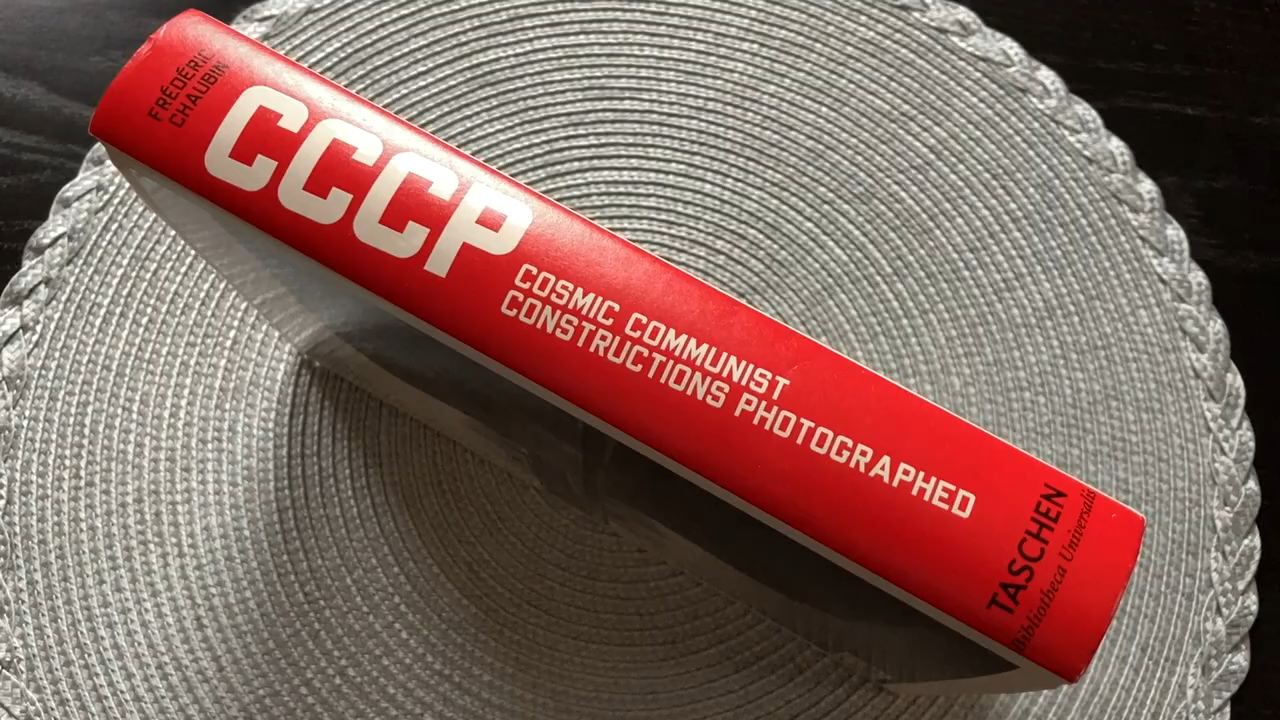 FRÉDÉRIC
CHAUBIN
CCCP
COSMIC COMMUNIST
CONSTRUCTIONS PHOTOGRAPHED
TASCHEN
Bibliotheca Universalis